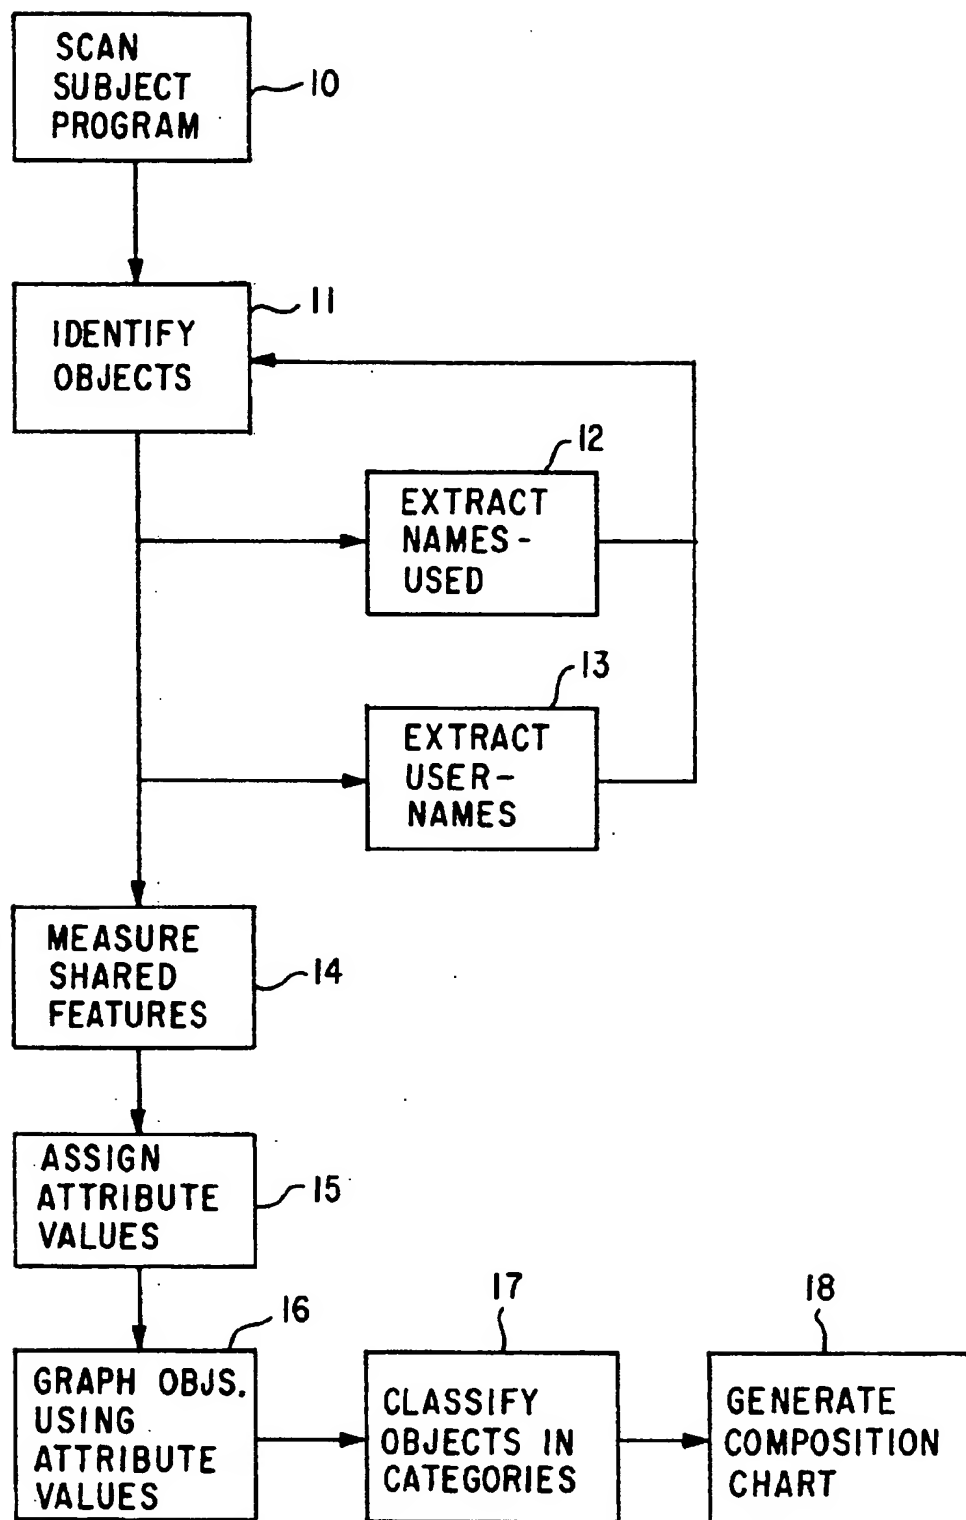 SCAN
SUBJECT
PROGRAM
10
IDENTIFY
OBJECTS
11
EXTRACT
NAMES-
USED
12
EXTRACT
USER-
NAMES
13
MEASURE
SHARED
FEATURES
14
ASSIGN
ATTRIBUTE
VALUES
15
GRAPH OBJS.
USING
ATTRIBUTE
VALUES
16
CLASSIFY
OBJECTS IN
CATEGORIES
17
GENERATE
COMPOSITION
CHART
18